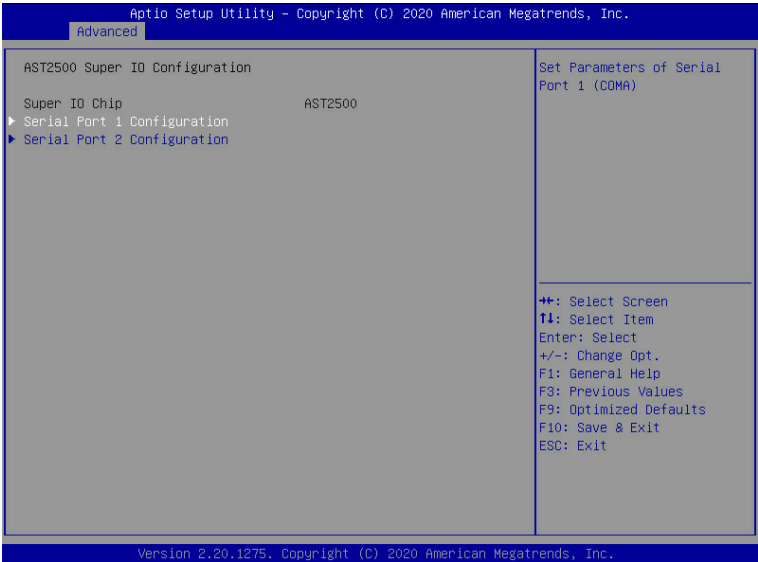 Aptio Setup Utility – Copyright (C) 2020 American Megatrends, Inc.
Advanced
AST2500 Super IO Configuration
Super IO Chip AST2500
Serial Port 1 Configuration
Serial Port 2 Configuration
Set Parameters of Serial
Port 1 (COMA)
→←: Select Screen
↑↓: Select Item
Enter: Select
+/-: Change Opt.
F1: General Help
F3: Previous Values
F9: Optimized Defaults
F10: Save & Exit
ESC: Exit
Version 2.20.1275. Copyright (C) 2020 American Megatrends, Inc.